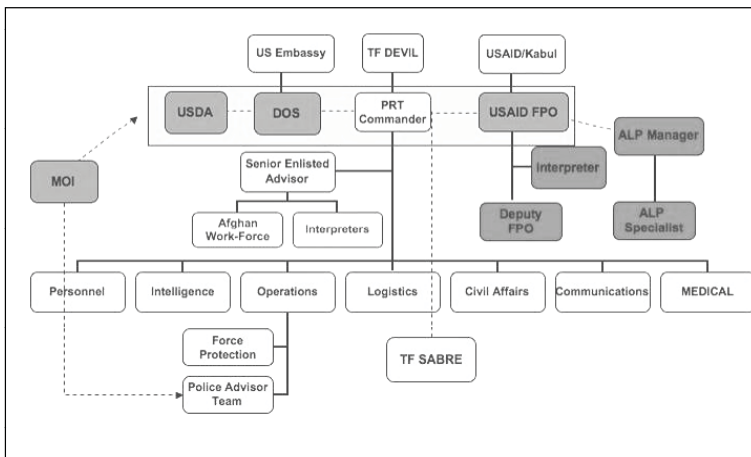 US Embassy
TF DEVIL
USAID/Kabul
USDA
DOS
PRT
Commander
USAID FPO
ALP Manager
MOI
Senior Enlisted
Advisor
Interpreter
Afghan
Work-Force
Interpreters
Deputy
FPO
ALP
Specialist
Personnel
Intelligence
Operations
Logistics
Civil Affairs
Communications
MEDICAL
Force
Protection
TF SABRE
Police Advisor
Team